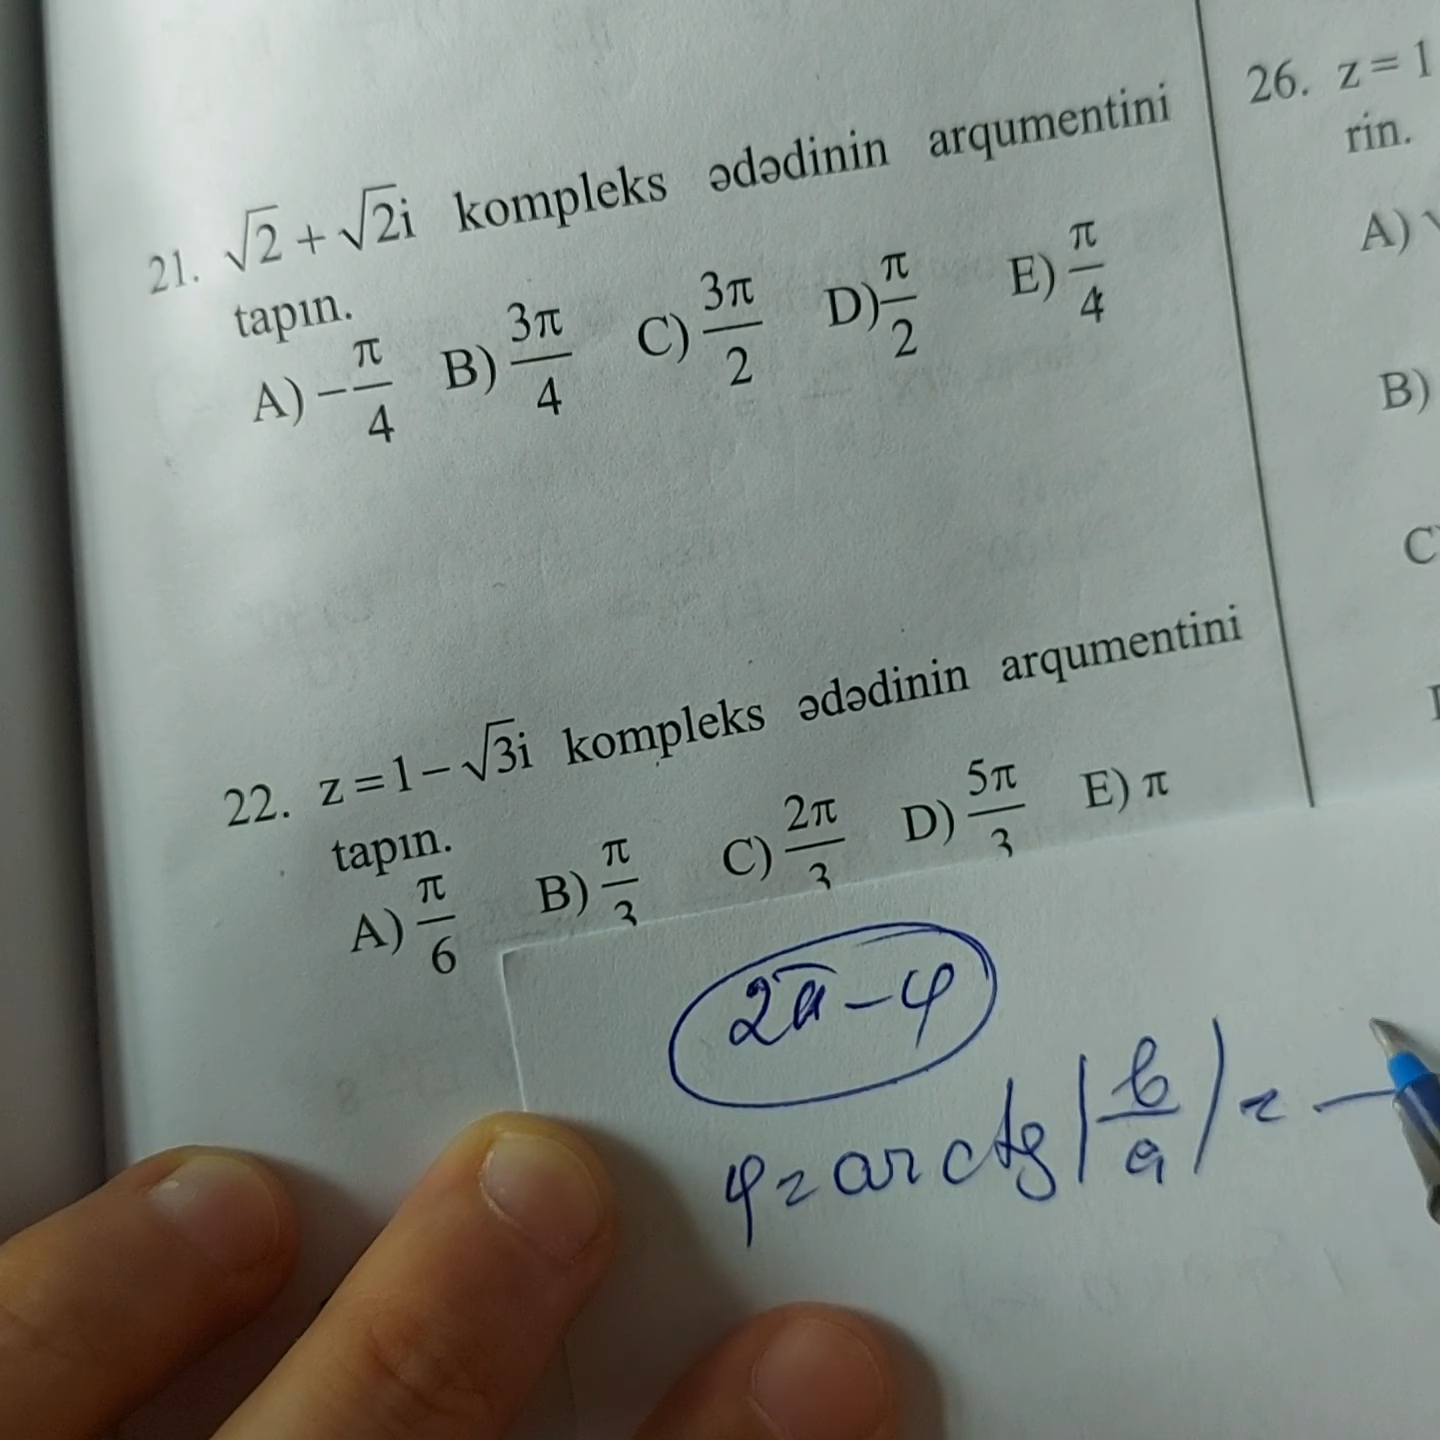 21. √2 + √2i kompleks ədədinin arqumentini
tapın.
A) -π/4 B) 3π/4 C) 3π/2 D) π/2 E) π/4
22. z = 1 - √3i kompleks ədədinin arqumentini
tapın.
A) π/6 B) π/3 C) 2π/3 D) 5π/3 E) π
2π - φ
φ = arctg |b/a| = -
26. z = 1
rin.
A)
B)
C